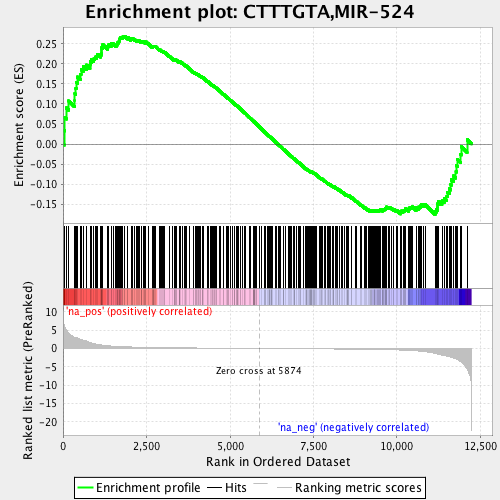 Enrichment plot: CTTTGTA,MIR-524
Enrichment score (ES)
0.25
0.20
0.15
0.10
0.05
0.00
-0.05
-0.10
-0.15
Ranked list metric (PreRanked)
10
5
0
-5
-10
-15
-20
'na_pos' (positively correlated)
Zero cross at 5874
'na_neg' (negatively correlated)
0
2,500
5,000
7,500
10,000
12,500
Rank in Ordered Dataset
Enrichment profile
Hits
Ranking metric scores